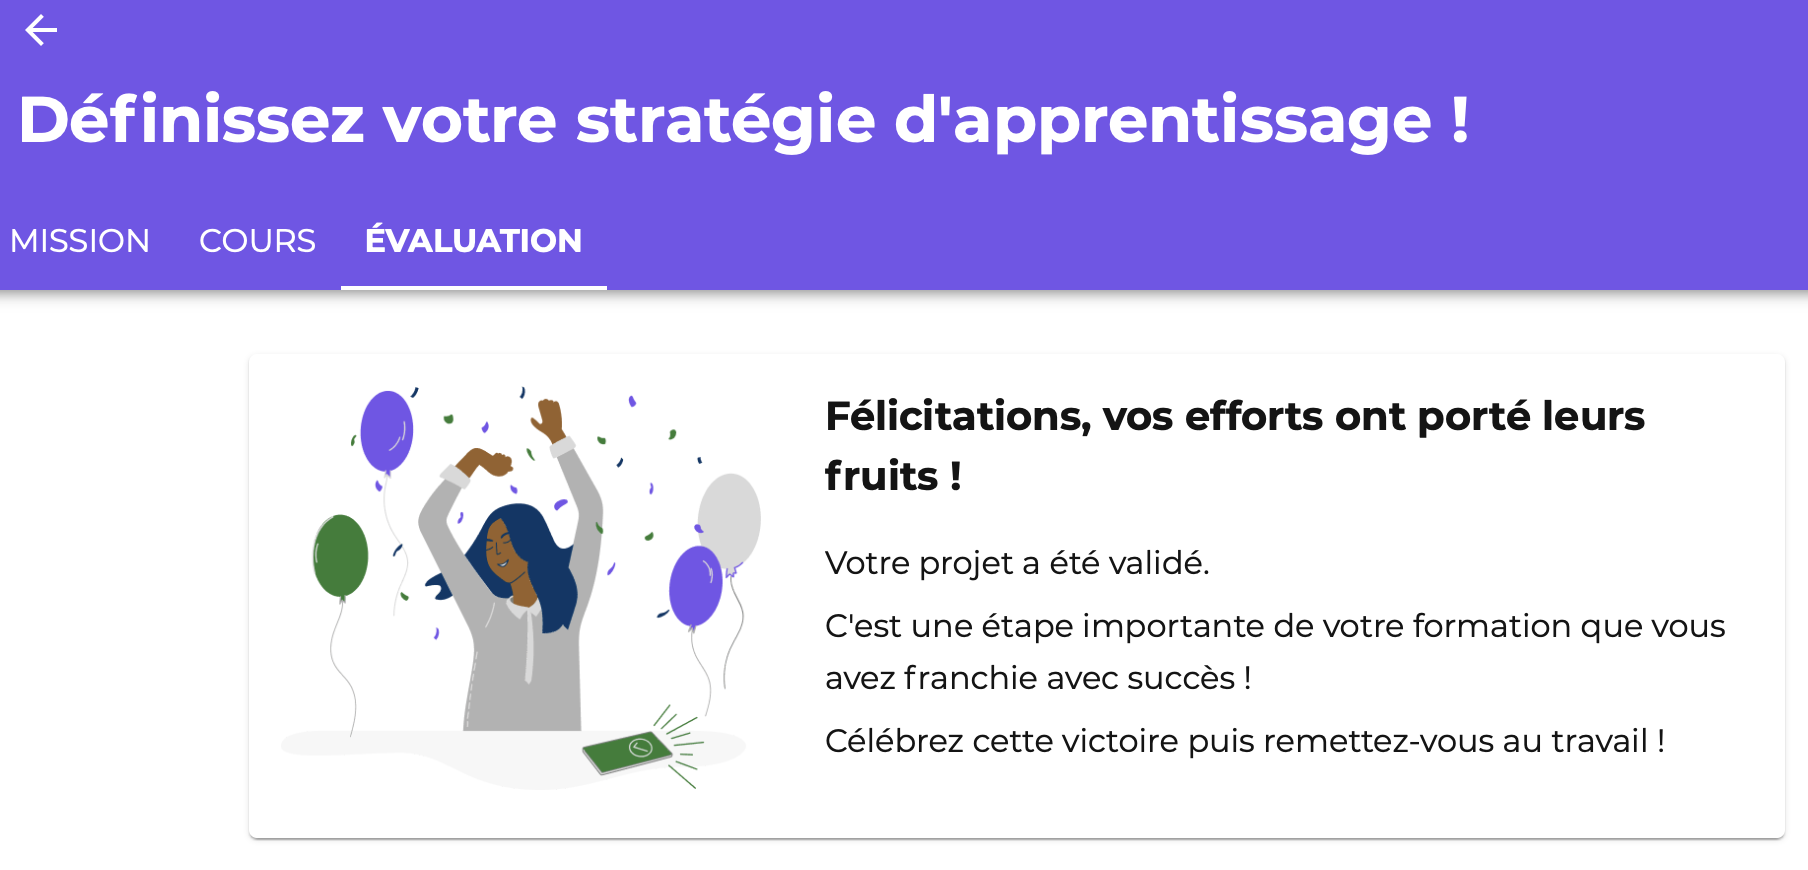 Définissez votre stratégie d'apprentissage !
MISSION COURS ÉVALUATION
Félicitations, vos efforts ont porté leurs
fruits !
Votre projet a été validé.
C'est une étape importante de votre formation que vous
avez franchie avec succès !
Célébrez cette victoire puis remettez-vous au travail !